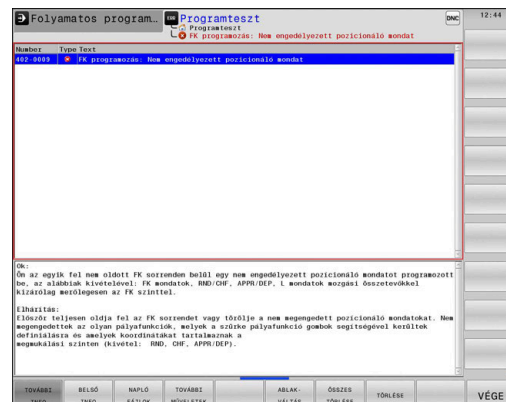 Folyamatos program… Programteszt DNC 12:44
Programteszt
FK programozás: Nem engedélyezett pozícionáló mondat
Number Type Text
402-0009 FK programozás: Nem engedélyezett pozícionáló mondat
Ok:
Ön az egyik fel nem oldott FK sorrenden belül egy nem engedélyezett pozícionáló mondatot programozott
be, az alábbiak kivételével: FK mondatok, RND/CHF, APPR/DEP, L mondatok mozgási összetevőkkel
kizárólag merőlegesen az FK szinttel.
Elhárítás:
Először teljesen oldja fel az FK sorrendet vagy törölje a nem megengedett pozícionáló mondatokat. Nem
megengedettek az olyan pályafunkciók, melyek a szürke pályafunkció gombok segítségével kerültek
definiálásra és amelyek koordinátákat tartalmaznak a
megmukálási szinten (kivétel: RND, CHF, APPR/DEP).
TOVÁBBI BELSŐ NAPLÓ TOVÁBBI ABLAK- ÖSSZES TÖRLÉSE VÉGE
INFO INFO FÁJLOK MŰVELETEK VÁLTÁS TÖRLÉSE